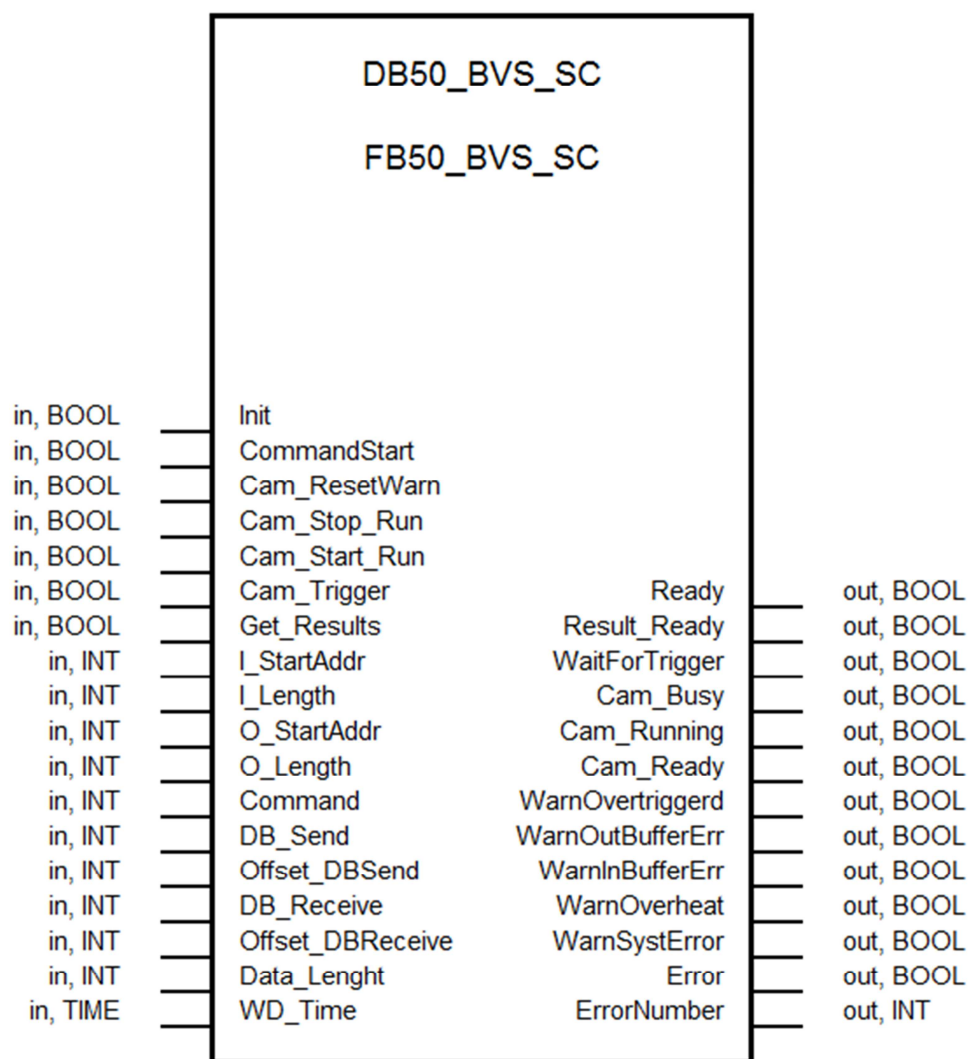 DB50_BVS_SC
FB50_BVS_SC
in, BOOL Init
in, BOOL CommandStart
in, BOOL Cam_ResetWarn
in, BOOL Cam_Stop_Run
in, BOOL Cam_Start_Run
in, BOOL Cam_Trigger Ready out, BOOL
in, BOOL Get_Results Result_Ready out, BOOL
in, INT I_StartAddr WaitForTrigger out, BOOL
in, INT I_Length Cam_Busy out, BOOL
in, INT O_StartAddr Cam_Running out, BOOL
in, INT O_Length Cam_Ready out, BOOL
in, INT Command WarnOvertriggerd out, BOOL
in, INT DB_Send WarnOutBufferErr out, BOOL
in, INT Offset_DBSend WarnInBufferErr out, BOOL
in, INT DB_Receive WarnOverheat out, BOOL
in, INT Offset_DBReceive WarnSystError out, BOOL
in, INT Data_Lenght Error out, BOOL
in, TIME WD_Time ErrorNumber out, INT